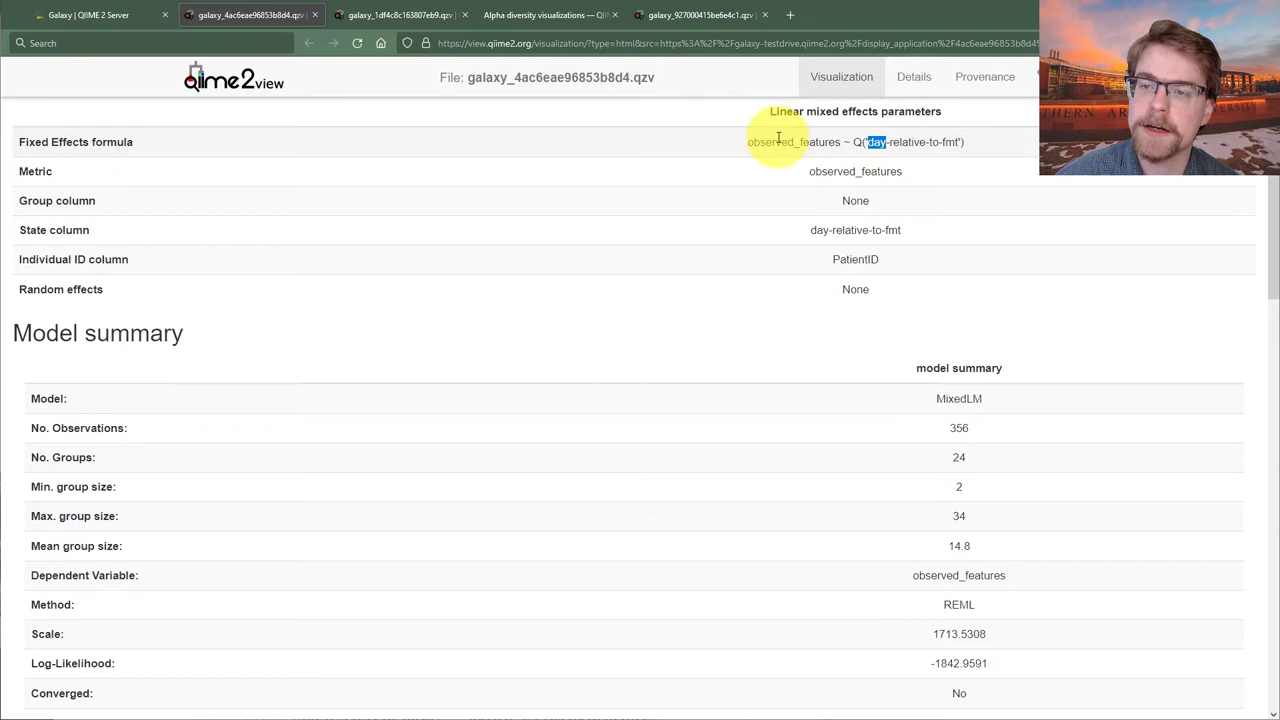 Galaxy | QIIME 2 Server
galaxy_4ac6eae96853b8d4.qzv
galaxy_1df4c8c163807eb9.qzv
Alpha diversity visualizations — QII
galaxy_927000415be6e4c1.qzv
Search
https://view.qiime2.org/visualization/?type=html&src=https%3A%2F%2Fgalaxy-testdrive.qiime2.org%2Fdisplay_application%2F4ac6eae96853b8d4
qiime2view
File: galaxy_4ac6eae96853b8d4.qzv
Visualization
Details
Provenance
Linear mixed effects parameters
Fixed Effects formula observed_features ~ Q('day-relative-to-fmt')
Metric observed_features
Group column None
State column day-relative-to-fmt
Individual ID column PatientID
Random effects None
Model summary
model summary
Model: MixedLM
No. Observations: 356
No. Groups: 24
Min. group size: 2
Max. group size: 34
Mean group size: 14.8
Dependent Variable: observed_features
Method: REML
Scale: 1713.5308
Log-Likelihood: -1842.9591
Converged: No